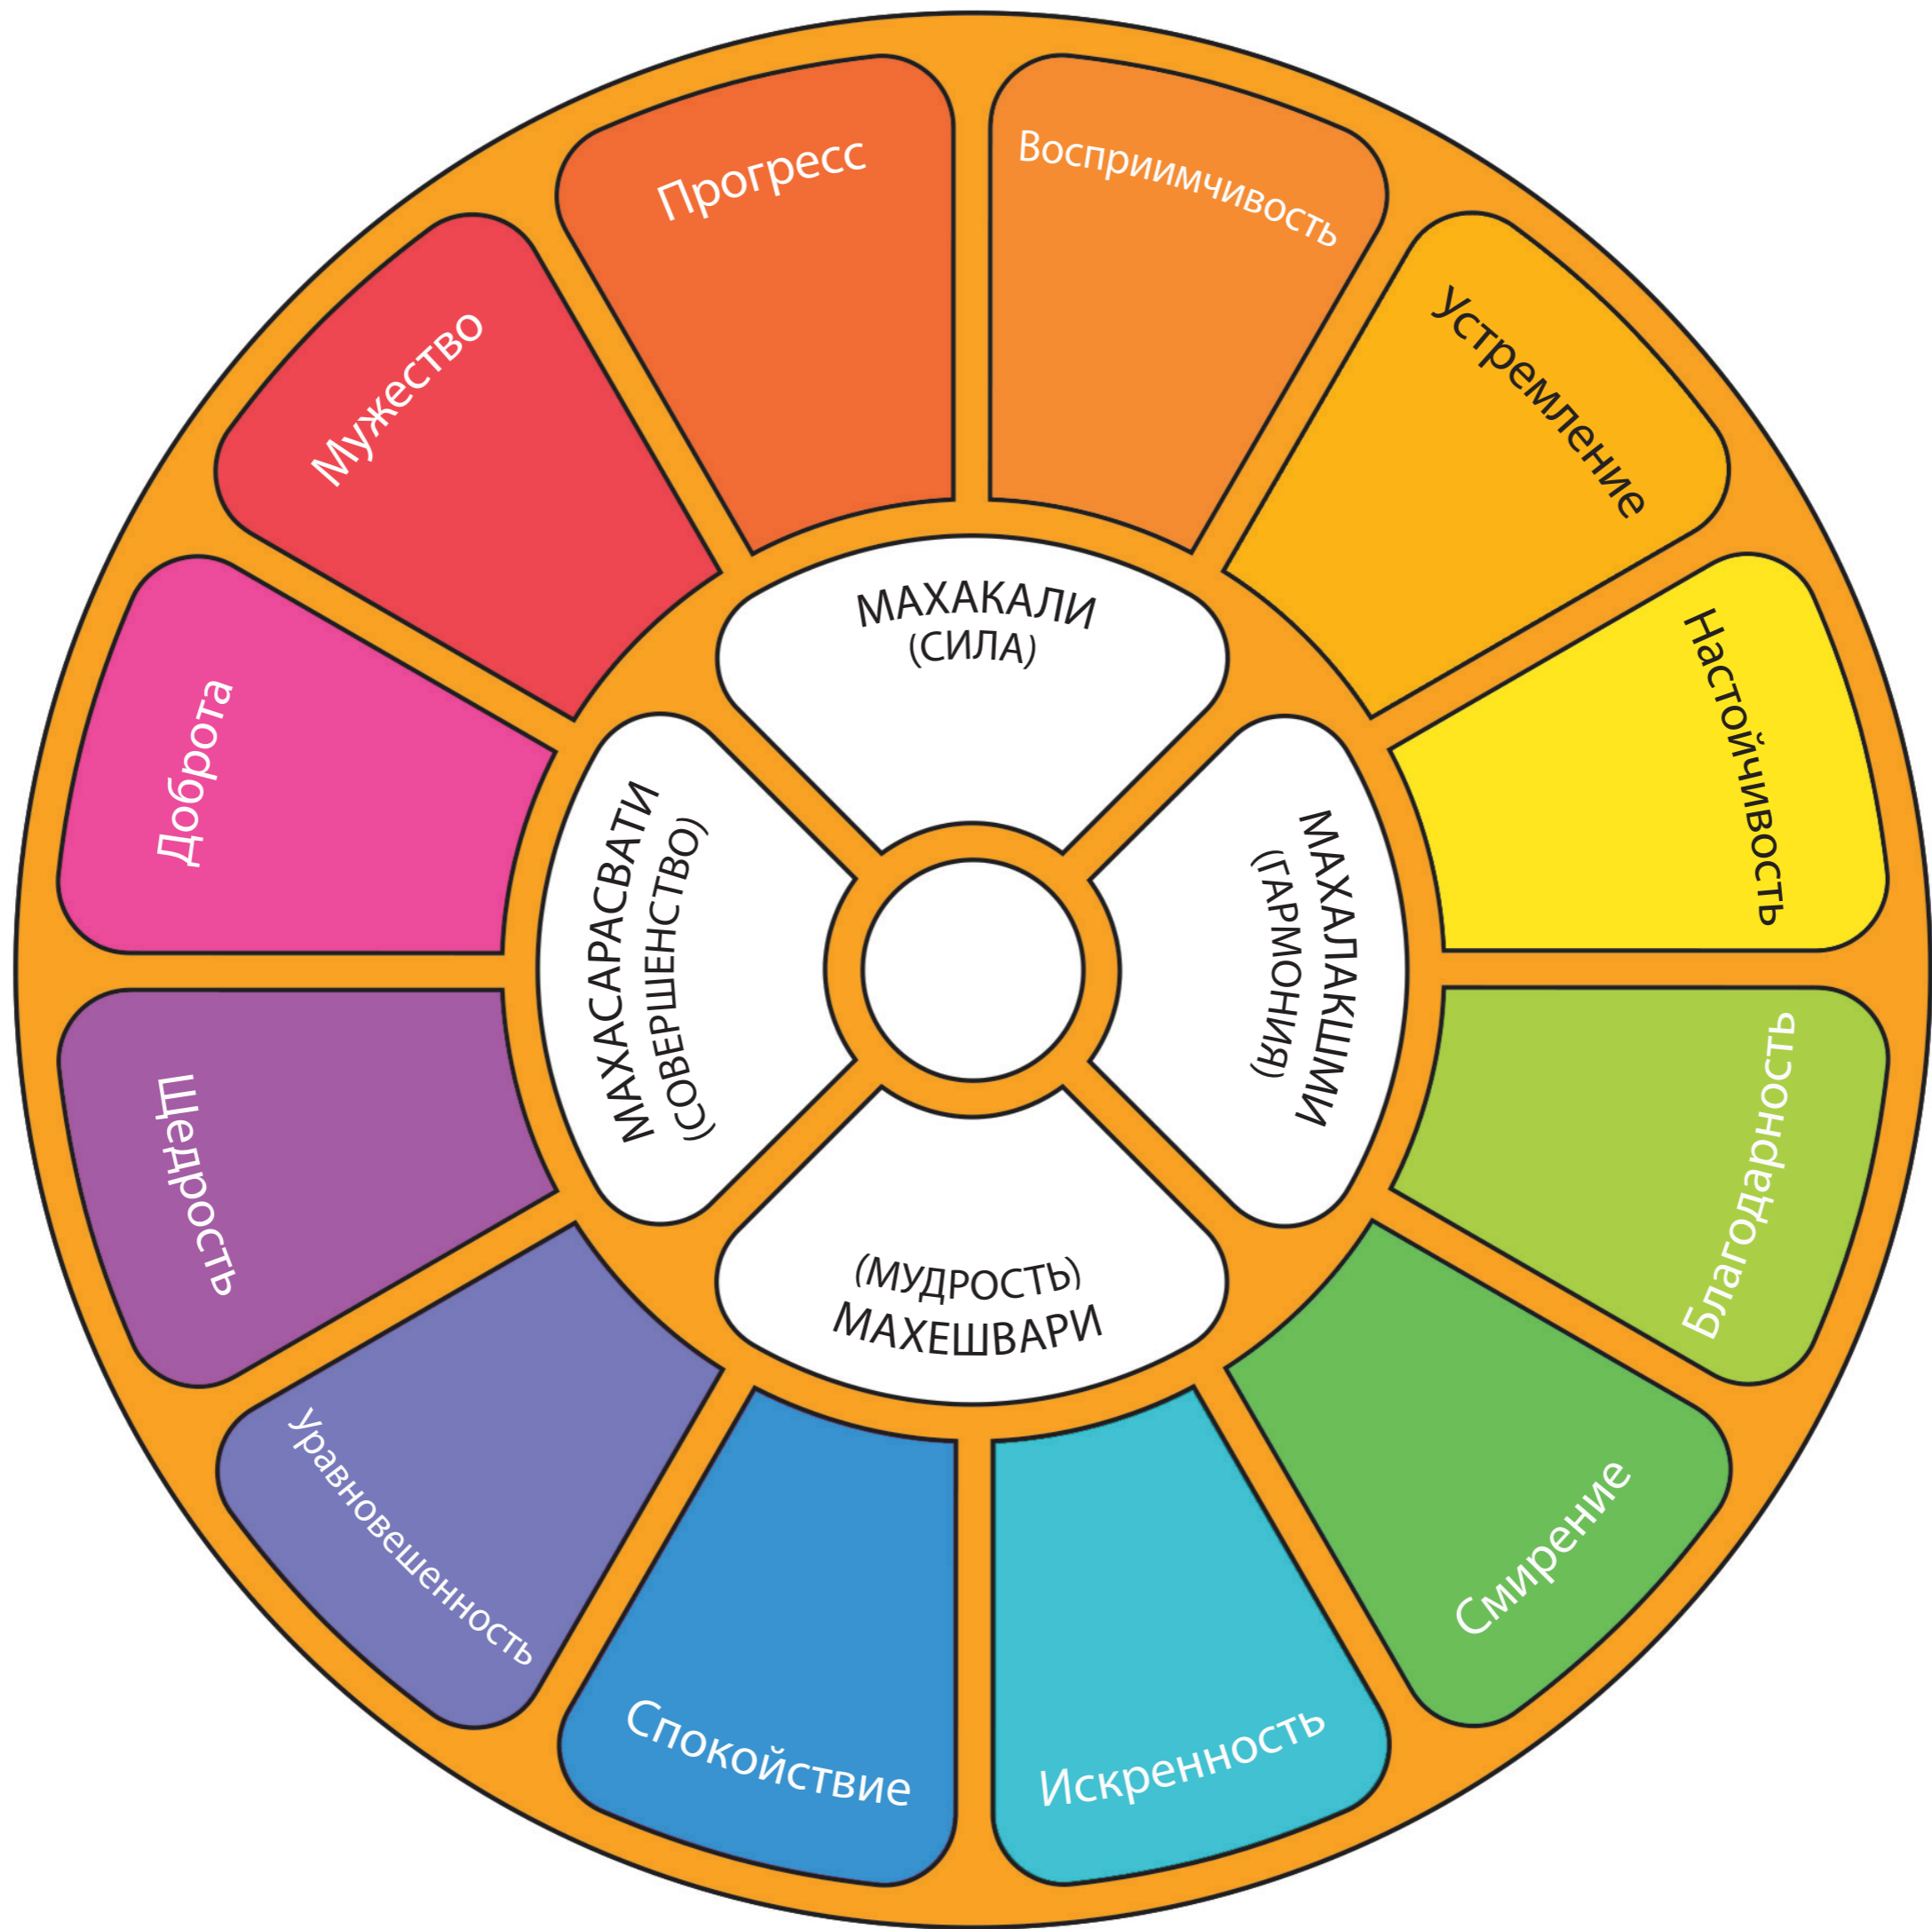 Прогресс
Восприимчивость
Устремление
Настойчивость
Благодарность
Смирение
Искренность
Спокойствие
Уравновешенность
Щедрость
Доброта
Мужество
МАХАКАЛИ
(СИЛА)
МАХАЛАКШМИ
(ГАРМОНИЯ)
(МУДРОСТЬ)
МАХЕШВАРИ
МАХАСАРАСВАТИ
(СОВЕРШЕНСТВО)